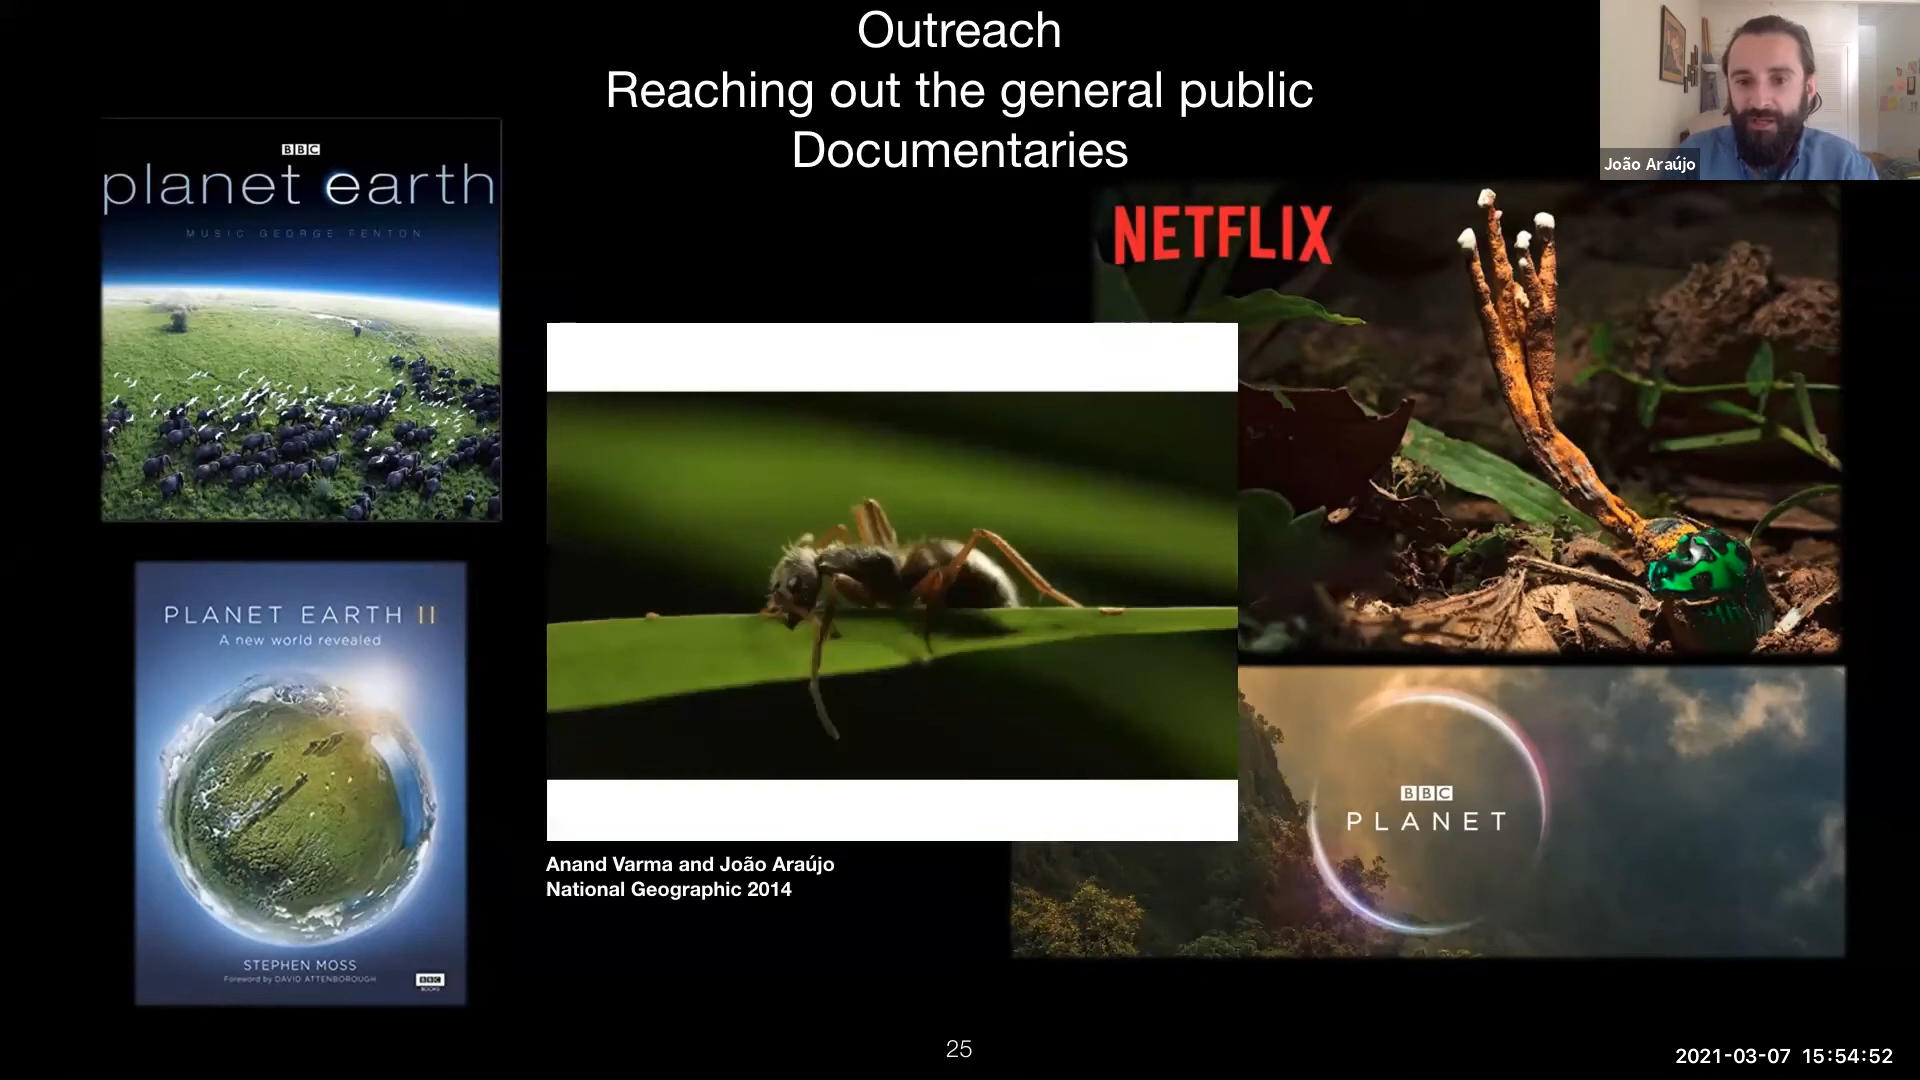 Outreach
Reaching out the general public
Documentaries
João Araújo
BBC
planet earth
MUSIC GEORGE FENTON
NETFLIX
PLANET EARTH II
A new world revealed
STEPHEN MOSS
Foreword by DAVID ATTENBOROUGH
BBC
BOOKS
BBC
PLANET
Anand Varma and João Araújo
National Geographic 2014
25
2021-03-07 15:54:52